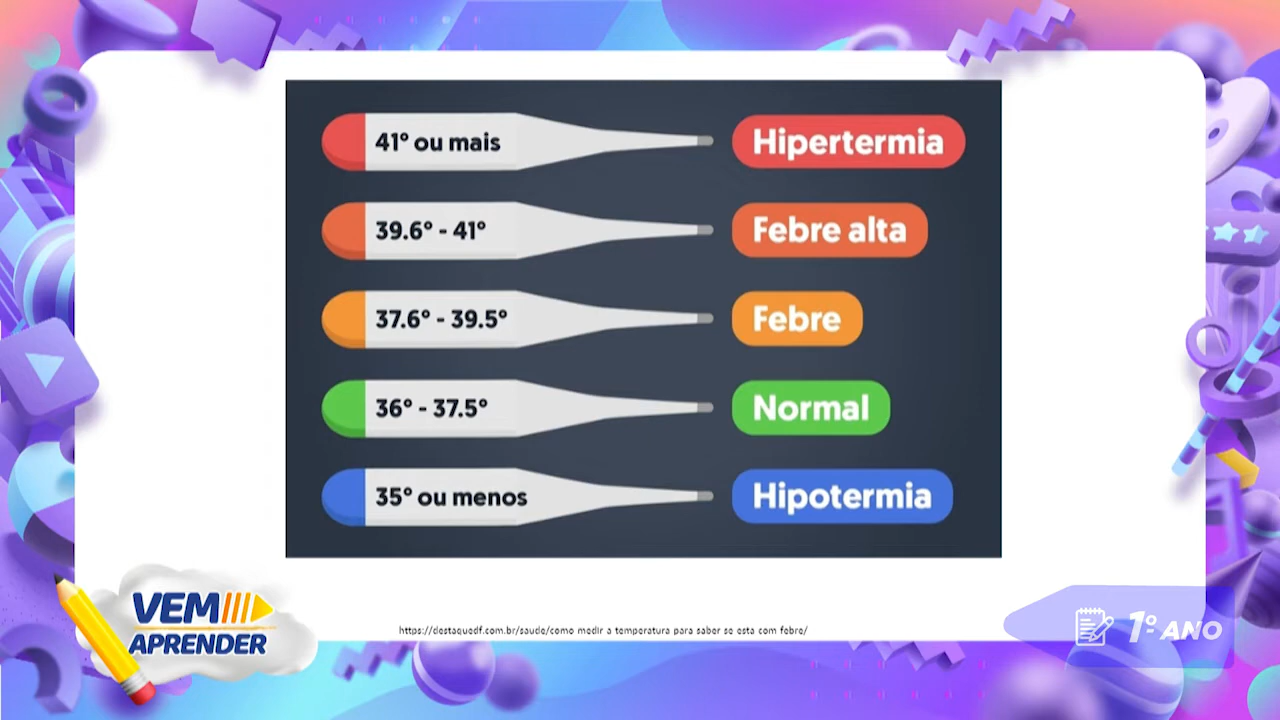 41° ou mais
Hipertermia
39.6° - 41°
Febre alta
37.6° - 39.5°
Febre
36° - 37.5°
Normal
35° ou menos
Hipotermia
VEM
APRENDER
https://destaquedf.com.br/saude/como medir a temperatura para saber se esta com febre/
1º ANO